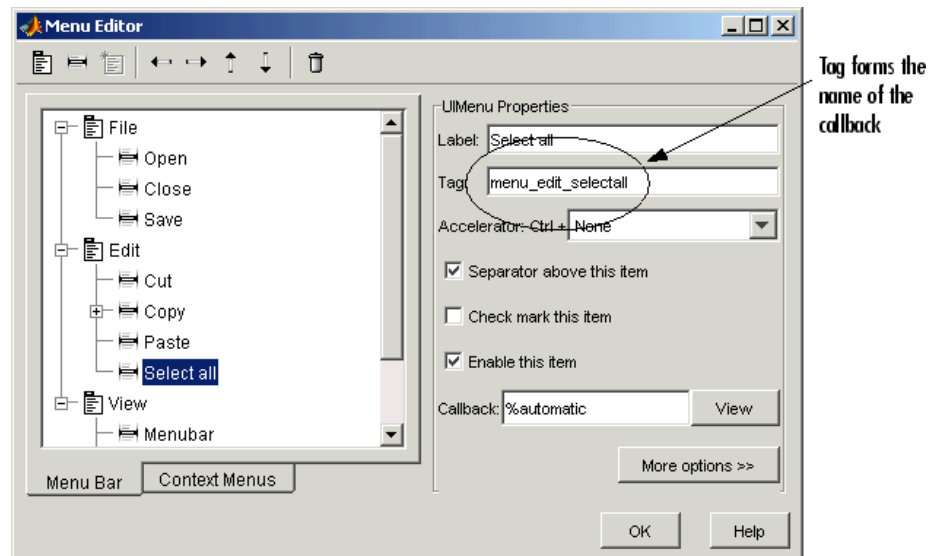 Menu Editor
Tag forms the
name of the
callback
File
Open
Close
Save
Edit
Cut
Copy
Paste
Select all
View
Menubar
Menu Bar
Context Menus
UIMenu Properties
Label: Select all
Tag: menu_edit_selectall
Accelerator: Ctrl + None
Separator above this item
Check mark this item
Enable this item
Callback: %automatic View
More options >>
OK Help